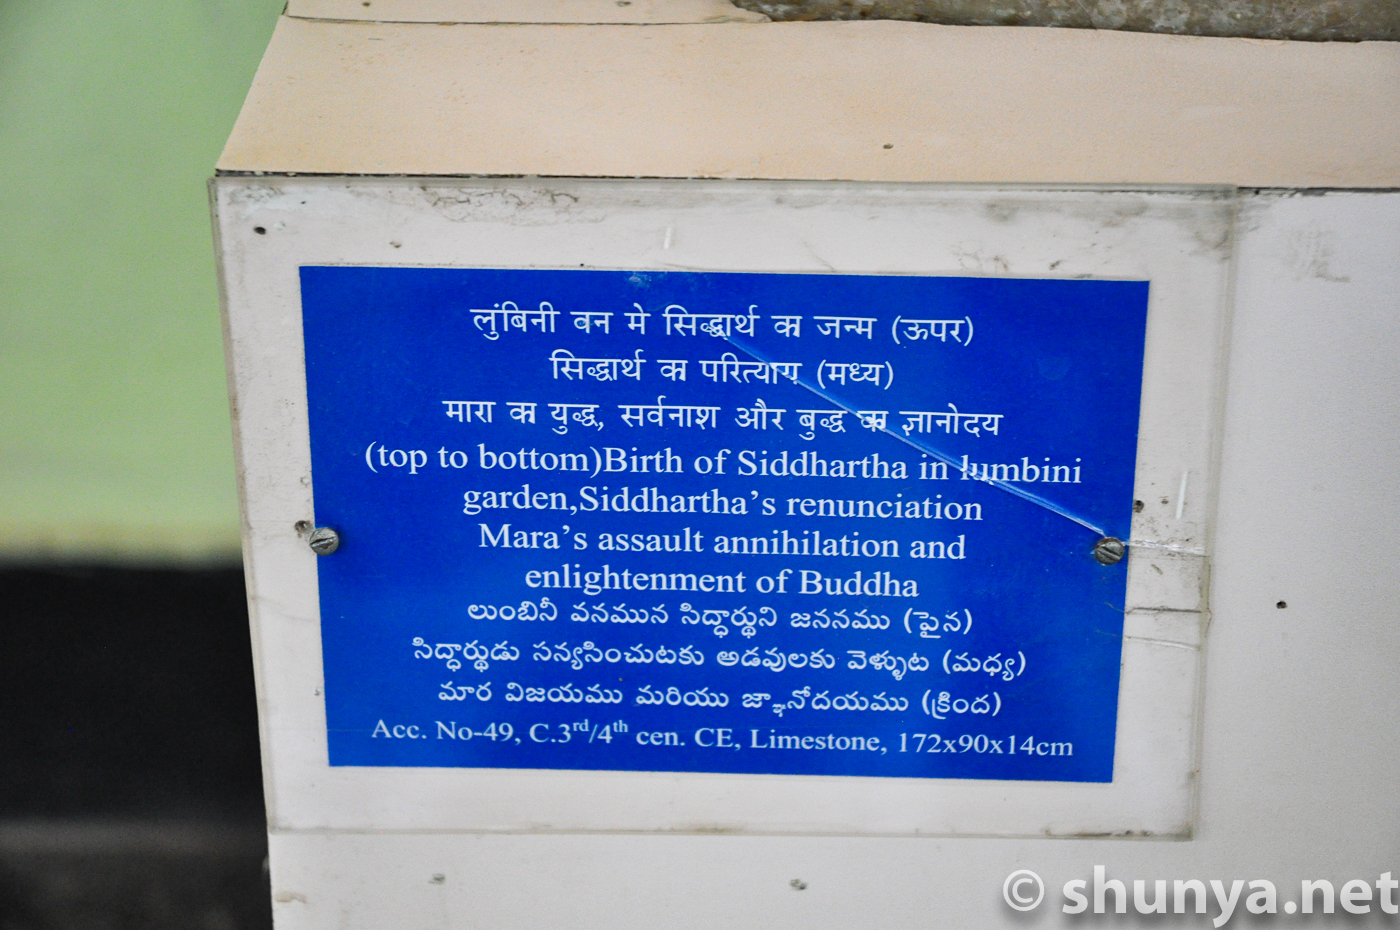 लुंबिनी वन मे सिद्धार्थ का जन्म (ऊपर)
सिद्धार्थ का परित्याग (मध्य)
मारा का युद्ध, सर्वनाश और बुद्ध का ज्ञानोदय
(top to bottom)Birth of Siddhartha in lumbini
garden,Siddhartha's renunciation
Mara's assault annihilation and
enlightenment of Buddha
లుంబినీ వనమున సిద్ధార్థుని జననము (పైన)
సిద్ధార్థుడు సన్యసించుటకు అడవులకు వెళ్ళుట (మధ్య)
మార విజయము మరియు జ్ఞానోదయము (క్రింద)
Acc. No-49, C.3rd/4th cen. CE, Limestone, 172x90x14cm
© shunya.net